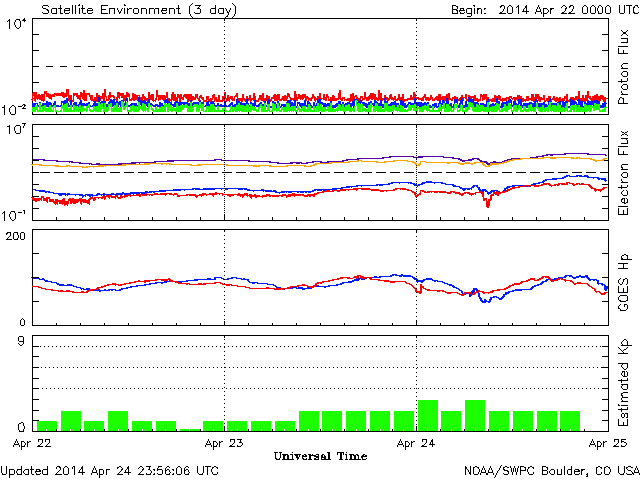 Satellite Environment (3 day) Begin: 2014 Apr 22 0000 UTC
10⁴
10⁻²
Proton Flux
10⁷
10⁻¹
Electron Flux
200
0
GOES Hp
9
0
Estimated Kp
Apr 22 Apr 23 Apr 24 Apr 25
Universal Time
Updated 2014 Apr 24 23:56:06 UTC NOAA/SWPC Boulder, CO USA